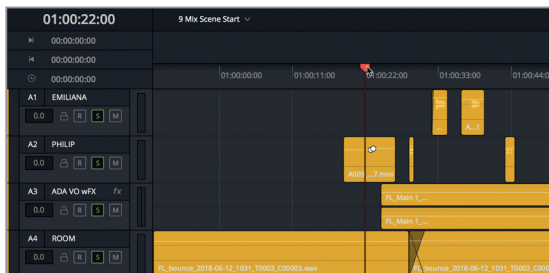 01:00:22:00
9 Mix Scene Start
00:00:00:00
00:00:00:00
00:00:00:00
01:00:00:00
01:00:11:00
01:00:22:00
01:00:33:00
01:00:44:0
A1 EMILIANA
0.0 R S M
... A...1
A2 PHILIP
0.0 R S M
A003_...7.mov
A3 ADA VO wFX fx
0.0 R S M
FL_Main 1_...
FL_Main 1_...
A4 ROOM
0.0 R S M
FL_bounce_2018-06-12_1031_T0003_C00003.wav
FL_bounce_2018-06-12_1031_T0003_C000